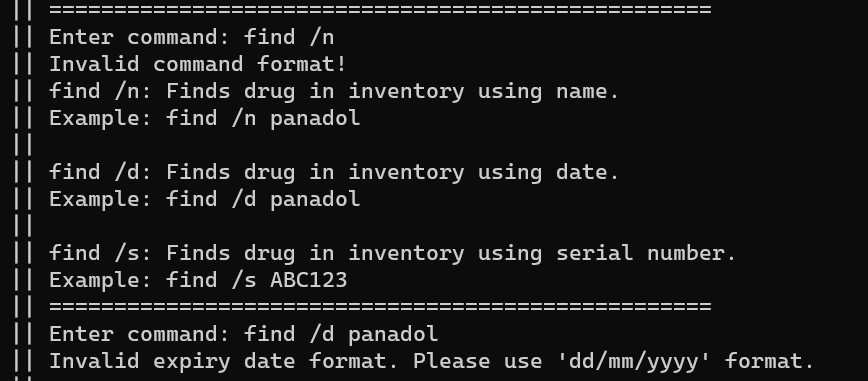 || ===================================================
|| Enter command: find /n
|| Invalid command format!
|| find /n: Finds drug in inventory using name.
|| Example: find /n panadol
||
|| find /d: Finds drug in inventory using date.
|| Example: find /d panadol
||
|| find /s: Finds drug in inventory using serial number.
|| Example: find /s ABC123
|| ===================================================
|| Enter command: find /d panadol
|| Invalid expiry date format. Please use 'dd/mm/yyyy' format.